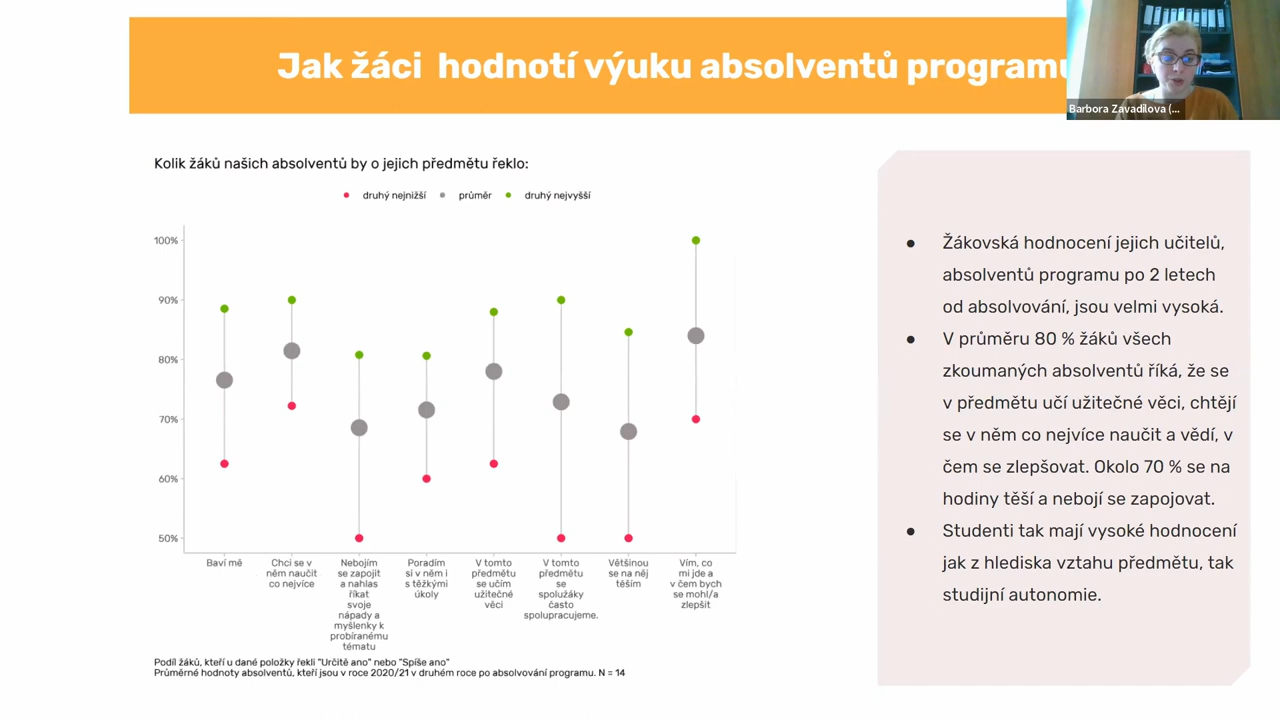 Jak žáci hodnotí výuku absolventů programu
Barbora Zavadilova (...
Kolik žáků našich absolventů by o jejich předmětu řeklo:
druhý nejnižší průměr druhý nejvyšší
100%
90%
80%
70%
60%
50%
Baví mě
Chci se v
něm naučit
co nejvíce
Nebojím
se zapojit
a nahlas
říkat
svoje
nápady a
myšlenky k
probíranému
tématu
Poradím
si v něm i
s těžkými
úkoly
V tomto
předmětu
se učím
užitečné
věci
V tomto
předmětu
se
spolužáky
často
spolupracujeme.
Většinou
se na něj
těším
Vím, co
mi jde a
v čem bych
se mohl/a
zlepšit
Podíl žáků, kteří u dané položky řekli "Určitě ano" nebo "Spíše ano"
Průměrné hodnoty absolventů, kteří jsou v roce 2020/21 v druhém roce po absolvování programu. N = 14
● Žákovská hodnocení jejich učitelů,
absolventů programu po 2 letech
od absolvování, jsou velmi vysoká.
● V průměru 80 % žáků všech
zkoumaných absolventů říká, že se
v předmětu učí užitečné věci, chtějí
se v něm co nejvíce naučit a vědí, v
čem se zlepšovat. Okolo 70 % se na
hodiny těší a nebojí se zapojovat.
● Studenti tak mají vysoké hodnocení
jak z hlediska vztahu předmětu, tak
studijní autonomie.